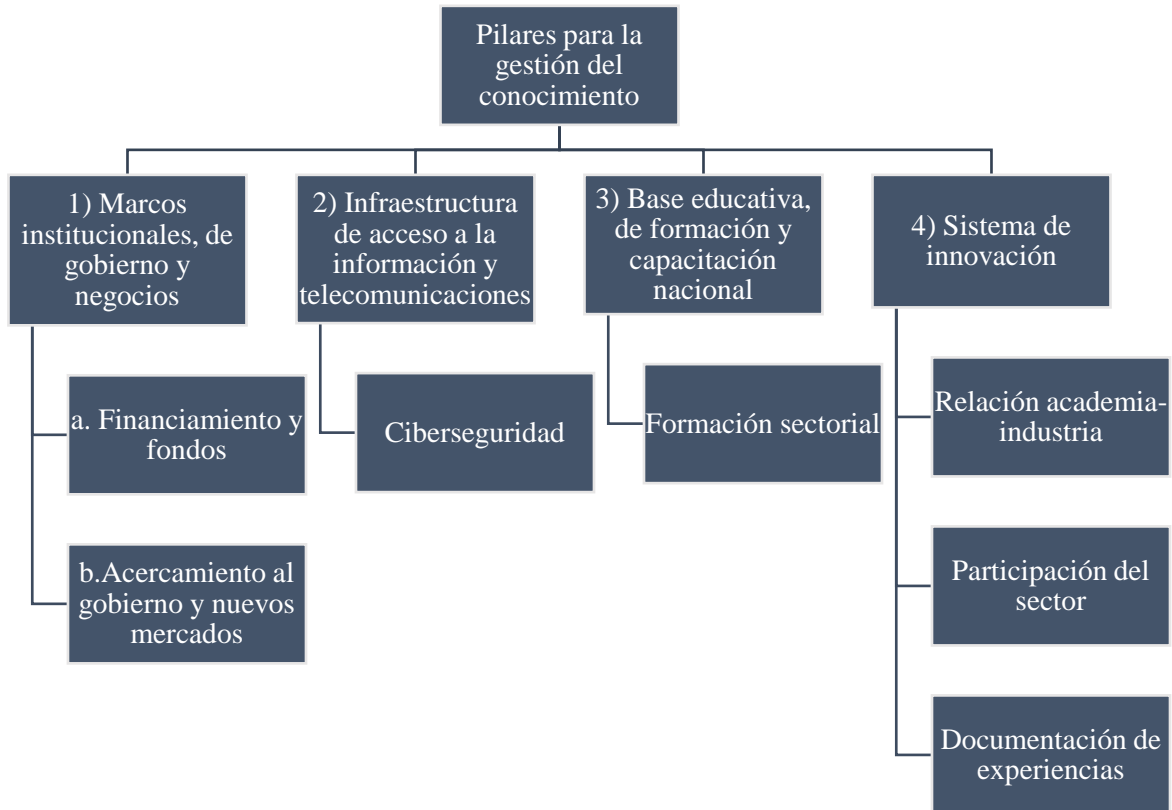 Pilares para la
gestión del
conocimiento
1) Marcos
institucionales, de
gobierno y
negocios
a. Financiamiento y
fondos
b.Acercamiento al
gobierno y nuevos
mercados
2) Infraestructura
de acceso a la
información y
telecomunicaciones
Ciberseguridad
3) Base educativa,
de formación y
capacitación
nacional
Formación sectorial
4) Sistema de
innovación
Relación academia-
industria
Participación del
sector
Documentación de
experiencias